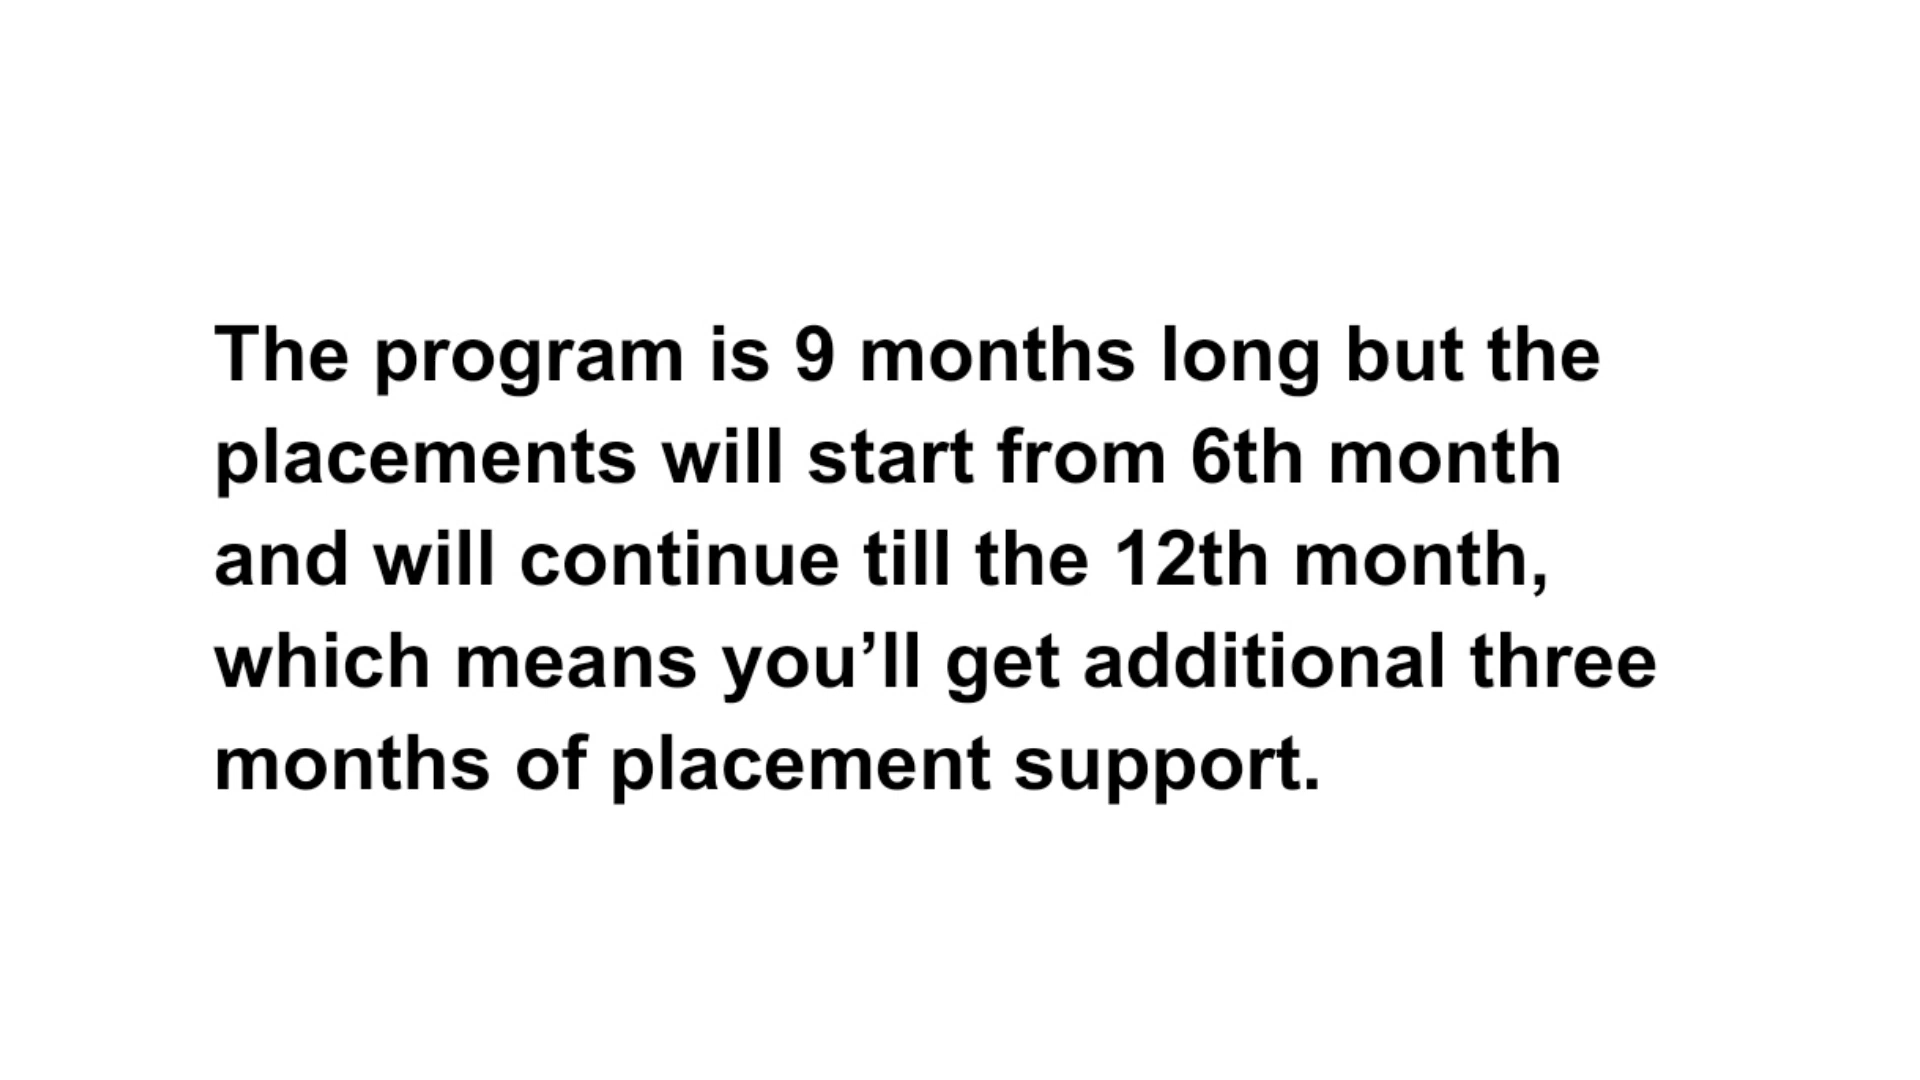 The program is 9 months long but the
placements will start from 6th month
and will continue till the 12th month,
which means you’ll get additional three
months of placement support.